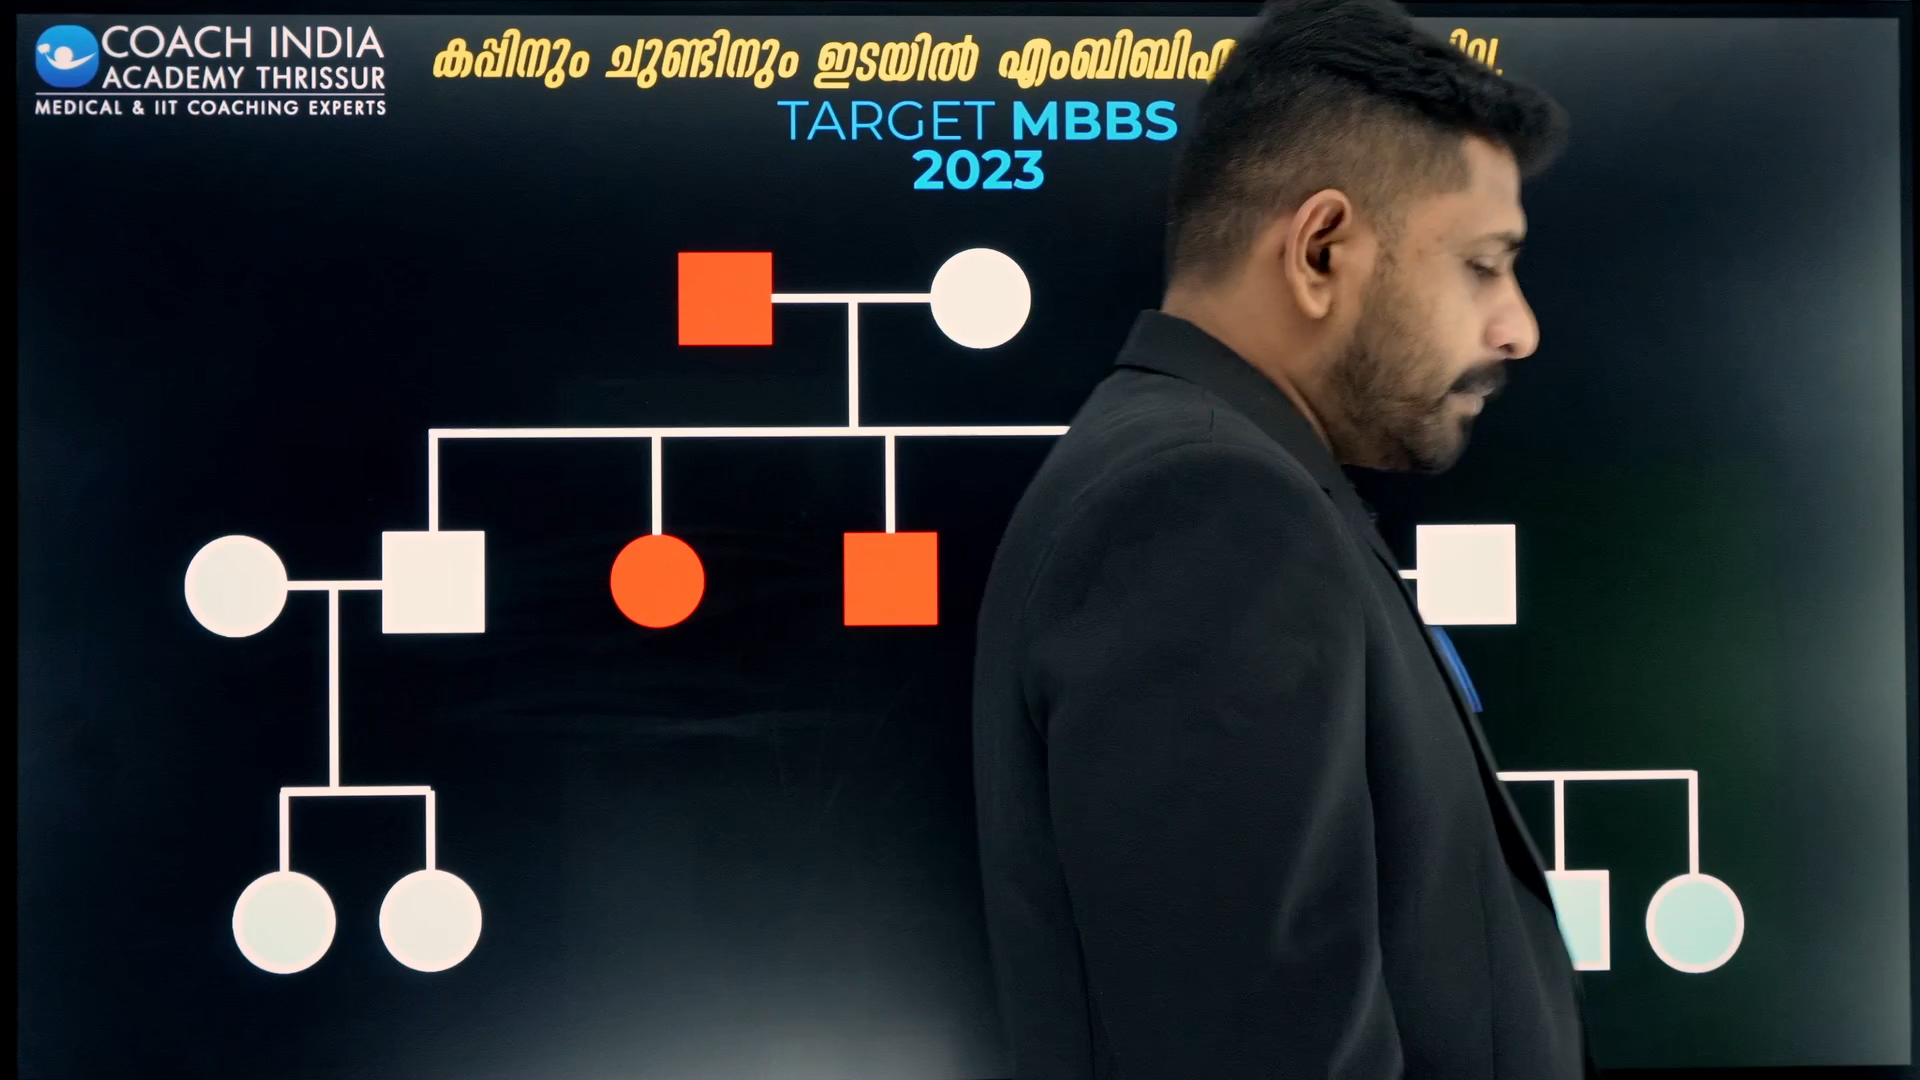 COACH INDIA
ACADEMY THRISSUR
MEDICAL & IIT COACHING EXPERTS
കപ്പിനും ചുണ്ടിനും ഇടയിൽ
TARGET MBBS
2023